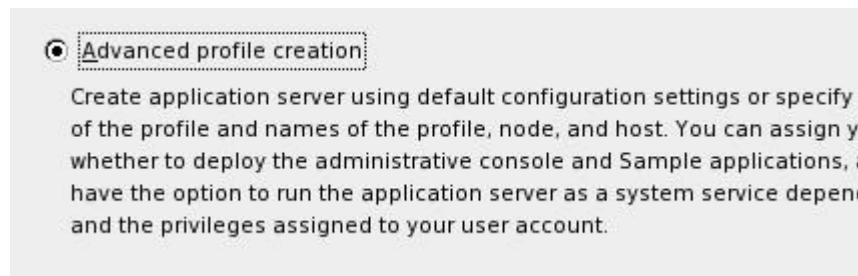 Advanced profile creation
Create application server using default configuration settings or specify
of the profile and names of the profile, node, and host. You can assign
whether to deploy the administrative console and Sample applications,
have the option to run the application server as a system service
and the privileges assigned to your user account.